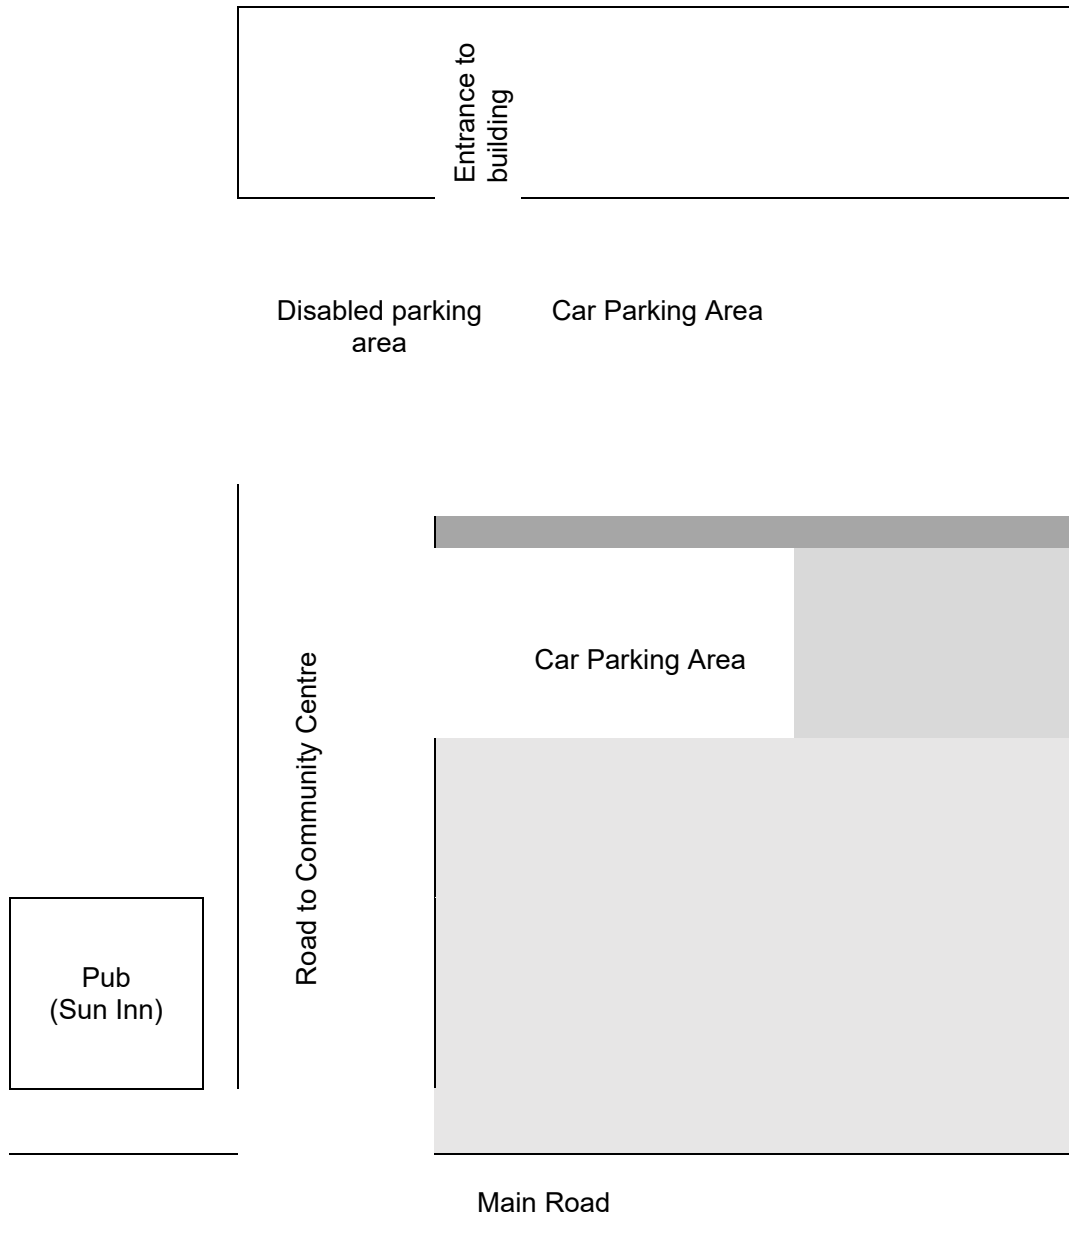 Entrance to
building
Disabled parking
area
Car Parking Area
Car Parking Area
Road to Community Centre
Pub
(Sun Inn)
Main Road